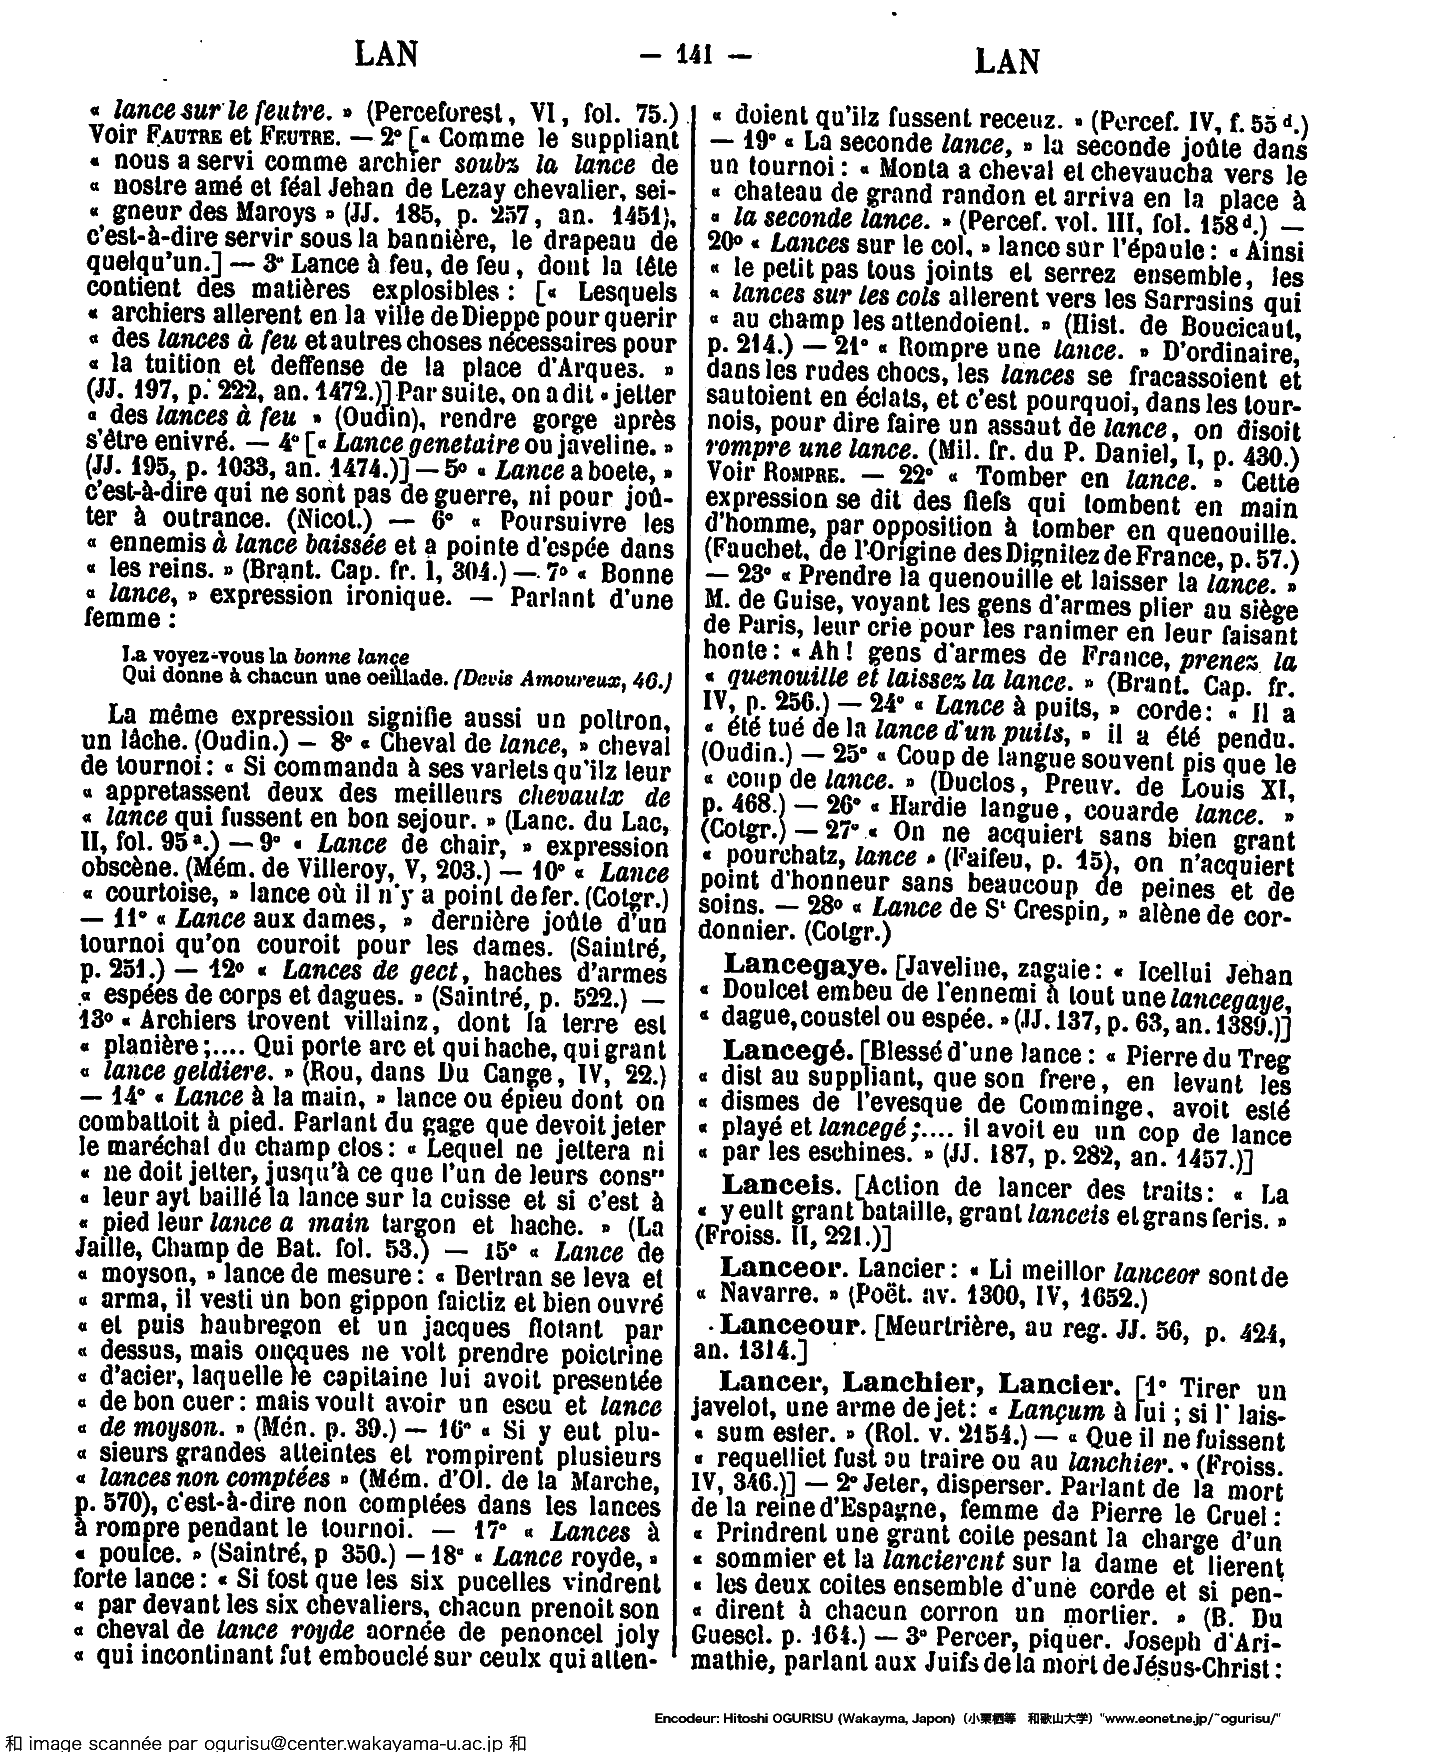 LAN
— 141 —
LAN
« lance sur le feutre. » (Perceforest, VI, fol. 75.)
Voir FAUTRE et FEUTRE. — 2° [« Comme le suppliant
« nous a servi comme archier soubz la lance de
« nostre amé et féal Jehan de Lezay chevalier, sei-
« gneur des Maroys » (JJ. 185, p. 257, an. 1451),
c'est-à-dire servir sous la bannière, le drapeau de
quelqu'un.] — 3° Lance à feu, de feu, dont la tête
contient des matières explosibles : [« Lesquels
« archiers allerent en la ville de Dieppe pour querir
« des lances à feu et autres choses nécessaires pour
« la tuition et deffense de la place d'Arques. »
(JJ. 197, p. 222, an. 1472.)] Par suite, on a dit « jetter
« des lances à feu » (Oudin), rendre gorge après
s'être enivré. — 4° [« Lance genetaire ou javeline. »
(JJ. 195, p. 1033, an. 1474.)] — 5° « Lance a boete, »
c'est-à-dire qui ne sont pas de guerre, ni pour joû-
ter à outrance. (Nicot.) — 6° « Poursuivre les
« ennemis à lance baissée et a pointe d'espée dans
« les reins. » (Brant. Cap. fr. I, 304.) — 7° « Bonne
« lance, » expression ironique. — Parlant d'une
femme :
La voyez-vous la bonne lance
Qui donne à chacun une oeillade. (Devis Amoureux, 46.)
La même expression signifie aussi un poltron,
un lâche. (Oudin.) — 8° « Cheval de lance, » cheval
de tournoi : « Si commanda à ses varlets qu'ilz leur
« appretassent deux des meilleurs chevaulx de
« lance qui fussent en bon sejour. » (Lanc. du Lac,
II, fol. 95 a.) — 9° « Lance de chair, » expression
obscène. (Mém. de Villeroy, V, 203.) — 10° « Lance
« courtoise, » lance où il n'y a point de fer. (Cotgr.)
— 11° « Lance aux dames, » dernière joûte d'un
tournoi qu'on couroit pour les dames. (Saintré,
p. 251.) — 12° « Lances de gect, haches d'armes
« espées de corps et dagues. » (Saintré, p. 522.) —
13° « Archiers trovent villainz, dont la terre est
« planière ;.... Qui porte arc et qui hache, qui grant
« lance geldiere. » (Rou, dans Du Cange, IV, 22.)
— 14° « Lance à la main, » lance ou épieu dont on
combattoit à pied. Parlant du gage que devoit jeter
le maréchal du champ clos : « Lequel ne jettera ni
« ne doit jetter, jusqu'à ce que l'un de leurs cons rs
« leur ayt baillé la lance sur la cuisse et si c'est à
« pied leur lance a main targon et hache. » (La
Jaille, Champ de Bat. fol. 53.) — 15° « Lance de
« moyson, » lance de mesure : « Bertran se leva et
« arma, il vesti un bon gippon faictiz et bien ouvré
« et puis haubregon et un jacques flotant par
« dessus, mais oncques ne volt prendre poictrine
« d'acier, laquelle le capitaine lui avoit presentée
« de bon cuer : mais voult avoir un escu et lance
« de moyson. » (Mén. p. 39.) — 16° « Si y eut plu-
« sieurs grandes atteintes et rompirent plusieurs
« lances non comptées » (Mém. d'Ol. de la Marche,
p. 570), c'est-à-dire non comptées dans les lances
à rompre pendant le tournoi. — 17° « Lances à
« poulce. » (Saintré, p 350.) — 18° « Lance royde, »
forte lance : « Si tost que les six pucelles vindrent
« par devant les six chevaliers, chacun prenoit son
« cheval de lance royde aornée de penoncel joly
« qui incontinant fut embouclé sur ceulx qui atten-
« doient qu'ilz fussent receuz. » (Percef. IV, f. 55 d.)
— 19° « La seconde lance, » la seconde joûte dans
un tournoi : « Monta a cheval et chevaucha vers le
« chateau de grand randon et arriva en la place à
« la seconde lance. » (Percef. vol. III, fol. 158 d.) —
20° « Lances sur le col, » lance sur l'épaule : « Ainsi
« le petit pas tous joints et serrez ensemble, les
« lances sur les cols allerent vers les Sarrasins qui
« au champ les attendoient. » (Hist. de Boucicaut,
p. 214.) — 21° « Rompre une lance. » D'ordinaire,
dans les rudes chocs, les lances se fracassoient et
sautoient en éclats, et c'est pourquoi, dans les tour-
nois, pour dire faire un assaut de lance, on disoit
rompre une lance. (Mil. fr. du P. Daniel, I, p. 430.)
Voir ROMPRE. — 22° « Tomber en lance. » Cette
expression se dit des fiefs qui tombent en main
d'homme, par opposition à tomber en quenouille.
(Fauchet, de l'Origine des Dignitez de France, p. 57.)
— 23° « Prendre la quenouille et laisser la lance. »
M. de Guise, voyant les gens d'armes plier au siège
de Paris, leur crie pour les ranimer en leur faisant
honte : « Ah ! gens d'armes de France, prenez la
« quenouille et laissez la lance. » (Brant. Cap. fr.
IV, p. 256.) — 24° « Lance à puits, » corde : « Il a
« été tué de la lance d'un puits, » il a été pendu.
(Oudin.) — 25° « Coup de langue souvent pis que le
« coup de lance. » (Duclos, Preuv. de Louis XI,
p. 468.) — 26° « Hardie langue, couarde lance. »
(Cotgr.) — 27° « On ne acquiert sans bien grant
« pourchatz, lance » (Faifeu, p. 15), on n'acquiert
point d'honneur sans beaucoup de peines et de
soins. — 28° « Lance de St Crespin, » alène de cor-
donnier. (Cotgr.)
Lancegaye. [Javeline, zagaie : « Icellui Jehan
« Doulcet embeu de l'ennemi à tout une lancegaye,
« dague, coustel ou espée. » (JJ. 137, p. 63, an. 1389.)]
Lancegé. [Blessé d'une lance : « Pierre du Treg
« dist au suppliant, que son frere, en levant les
« dismes de l'evesque de Comminge, avoit esté
« playé et lancegé ;.... il avoit eu un cop de lance
« par les eschines. » (JJ. 187, p. 282, an. 1457.)]
Lanceis. [Action de lancer des traits : « La
« y eult grant bataille, grant lanceis et grans feris. »
(Froiss. II, 221.)]
Lanceor. Lancier : « Li meillor lanceor sont de
« Navarre. » (Poët. av. 1300, IV, 1652.)
Lanceour. [Meurtrière, au reg. JJ. 56, p. 424,
an. 1314.]
Lancer, Lanchier, Lancier. [1° Tirer un
javelot, une arme de jet : « Lançum à lui ; si l' lais-
« sum ester. » (Rol. v. 2154.) — « Que il ne fuissent
« requelliet fust ou traire ou au lanchier. » (Froiss.
IV, 346.)] — 2° Jeter, disperser. Parlant de la mort
de la reine d'Espagne, femme de Pierre le Cruel :
« Prindrent une grant coite pesant la charge d'un
« sommier et la lancierent sur la dame et lierent
« les deux coites ensemble d'une corde et si pen-
« dirent à chacun corron un mortier. » (B. Du
Guescl. p. 164.) — 3° Percer, piquer. Joseph d'Ari-
mathie, parlant aux Juifs de la mort de Jésus-Christ :
Encodeur: Hitoshi OGURISU (Wakayma, Japon) (小栗栖等 和歌山大学) "www.eonet.ne.jp/~ogurisu/"
和 image scannée par ogurisu@center.wakayama-u.ac.jp 和